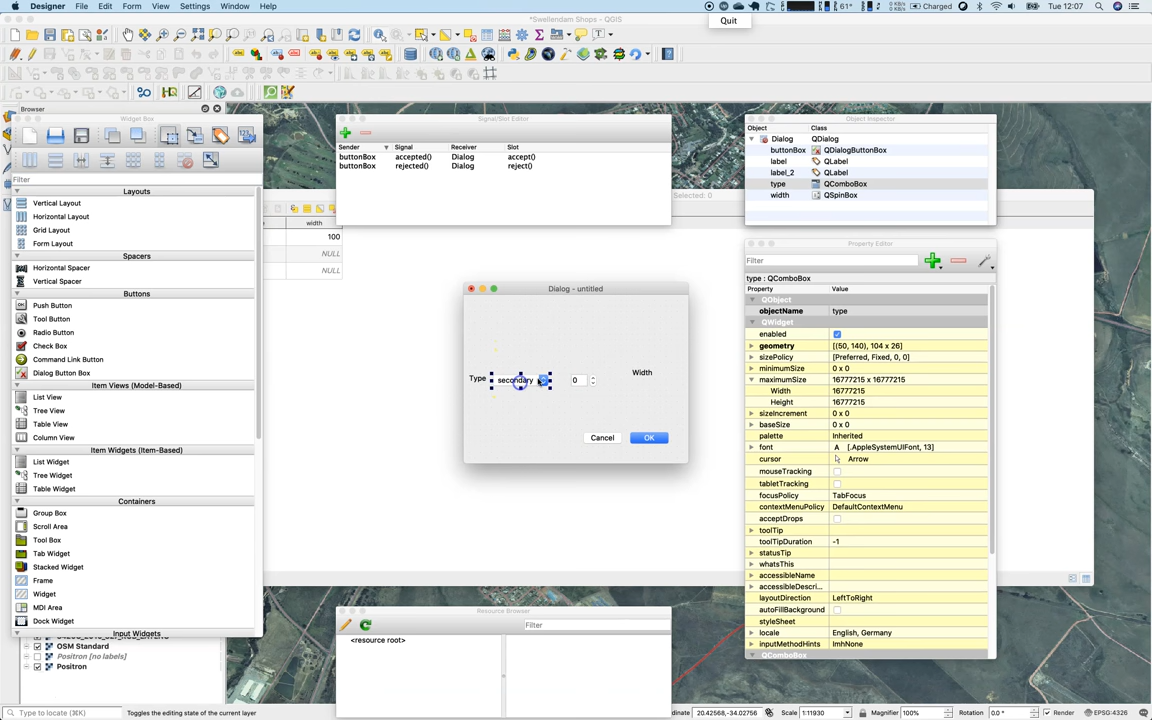 Designer File Edit Form View Settings Window Help
61° Charged Tue 12:07
Quit
*Swellendam Shops - QGIS
Browser
Widget Box
Filter
Layouts
Vertical Layout
Horizontal Layout
Grid Layout
Form Layout
Spacers
Horizontal Spacer
Vertical Spacer
Buttons
Push Button
Tool Button
Radio Button
Check Box
Command Link Button
Dialog Button Box
Item Views (Model-Based)
List View
Tree View
Table View
Column View
Item Widgets (Item-Based)
List Widget
Tree Widget
Table Widget
Containers
Group Box
Scroll Area
Tool Box
Tab Widget
Stacked Widget
Frame
Widget
MDI Area
Dock Widget
Input Widgets
OSM Standard
Positron [no labels]
Positron
Signal/Slot Editor
Sender Signal Receiver Slot
buttonBox accepted() Dialog accept()
buttonBox rejected() Dialog reject()
Selected: 0
width
100
NULL
NULL
Dialog - untitled
Type secondary 0 Width
Cancel OK
Resource Browser
Filter
<resource root>
Object Inspector
Object Class
Dialog QDialog
buttonBox QDialogButtonBox
label QLabel
label_2 QLabel
type QComboBox
width QSpinBox
Property Editor
Filter
type : QComboBox
Property Value
QObject
objectName type
QWidget
enabled
geometry [(50, 140), 104 x 26]
sizePolicy [Preferred, Fixed, 0, 0]
minimumSize 0 x 0
maximumSize 16777215 x 16777215
Width 16777215
Height 16777215
sizeIncrement 0 x 0
baseSize 0 x 0
palette Inherited
font A [.AppleSystemUIFont, 13]
cursor Arrow
mouseTracking
tabletTracking
focusPolicy TabFocus
contextMenuPolicy DefaultContextMenu
acceptDrops
toolTip
toolTipDuration -1
statusTip
whatsThis
accessibleName
accessibleDescri...
layoutDirection LeftToRight
autoFillBackground
styleSheet
locale English, Germany
inputMethodHints ImhNone
QComboBox
Type to locate (⌘K) Toggles the editing state of the current layer
dinate 20.42568,-34.02756 Scale 1:11930 Magnifier 100% Rotation 0.0 ° Render EPSG:4326